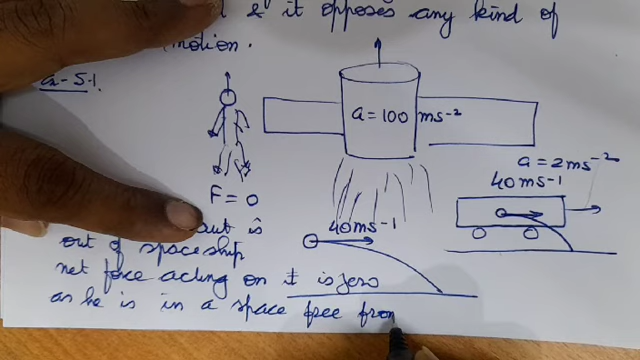 & it opposes any kind of
motion.
5.1.
a = 100 ms-2
a = 2ms-2
40ms-1
F = 0
40ms-1
is
out of spaceship
net force acting on it is zero
as he is in a space free from